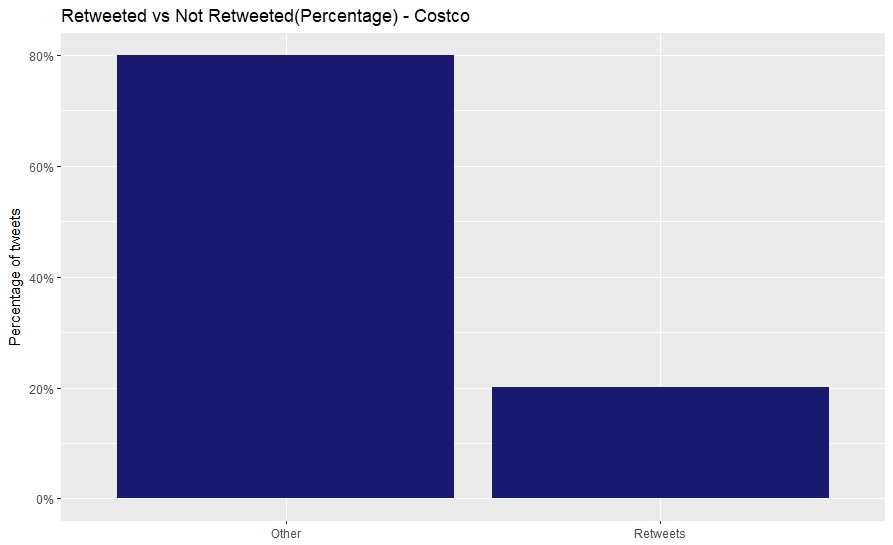 Retweeted vs Not Retweeted(Percentage) - Costco
Percentage of tweets
80%
60%
40%
20%
0%
Other
Retweets